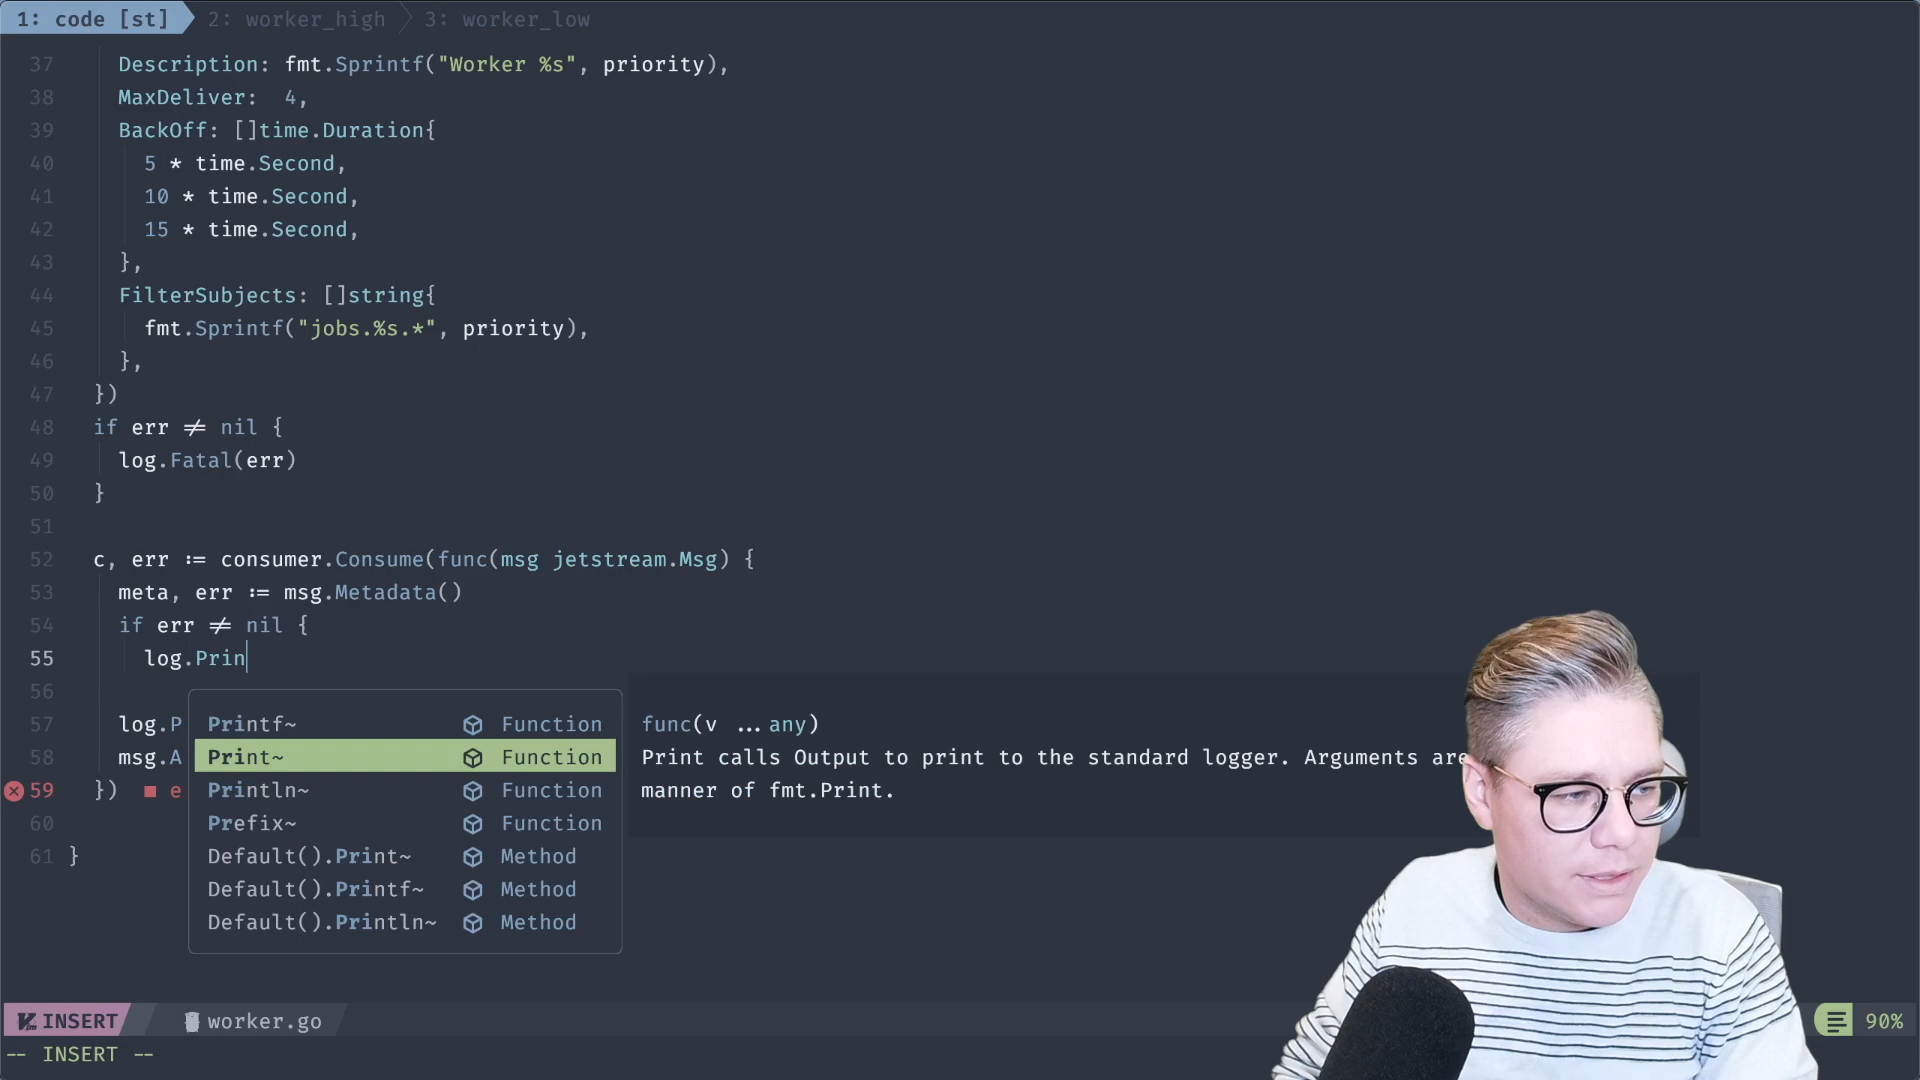 1: code [st] 2: worker_high 3: worker_low
37 Description: fmt.Sprintf("Worker %s", priority),
38 MaxDeliver: 4,
39 BackOff: []time.Duration{
40 5 * time.Second,
41 10 * time.Second,
42 15 * time.Second,
43 },
44 FilterSubjects: []string{
45 fmt.Sprintf("jobs.%s.*", priority),
46 },
47 })
48 if err ≠ nil {
49 log.Fatal(err)
50 }
51
52 c, err := consumer.Consume(func(msg jetstream.Msg) {
53 meta, err := msg.Metadata()
54 if err ≠ nil {
55 log.Prin
56
57 log.P Printf~ Function func(v ...any)
58 msg.A Print~ Function Print calls Output to print to the standard logger. Arguments are
59 }) ■ e Println~ Function manner of fmt.Print.
60 Prefix~ Function
61 } Default().Print~ Method
Default().Printf~ Method
Default().Println~ Method
INSERT worker.go 90%
-- INSERT --